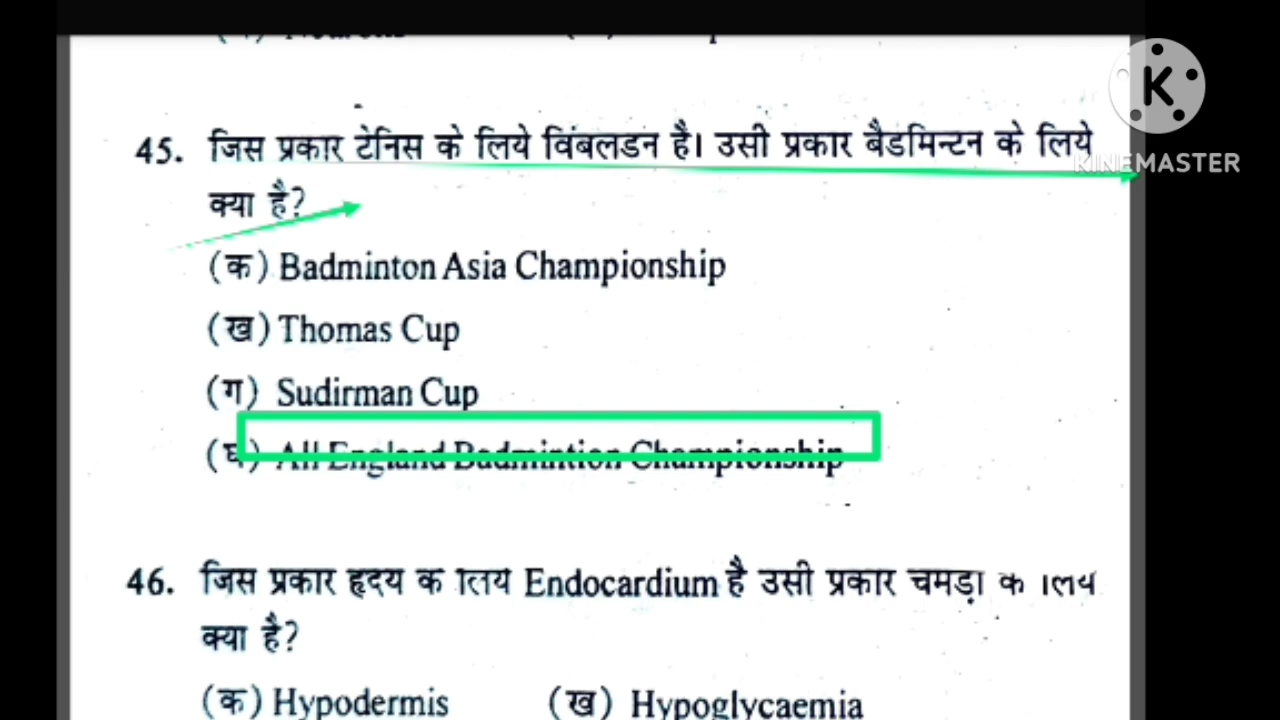 45. जिस प्रकार टेनिस के लिये विंबलडन है। उसी प्रकार बैडमिन्टन के लिये
क्या है?
(क) Badminton Asia Championship
(ख) Thomas Cup
(ग) Sudirman Cup
(घ) All England Badmintion Championship
46. जिस प्रकार हृदय क लिय Endocardium है उसी प्रकार चमड़ा क लिय
क्या है?
(क) Hypodermis (ख) Hypoglycaemia
K
KINEMASTER